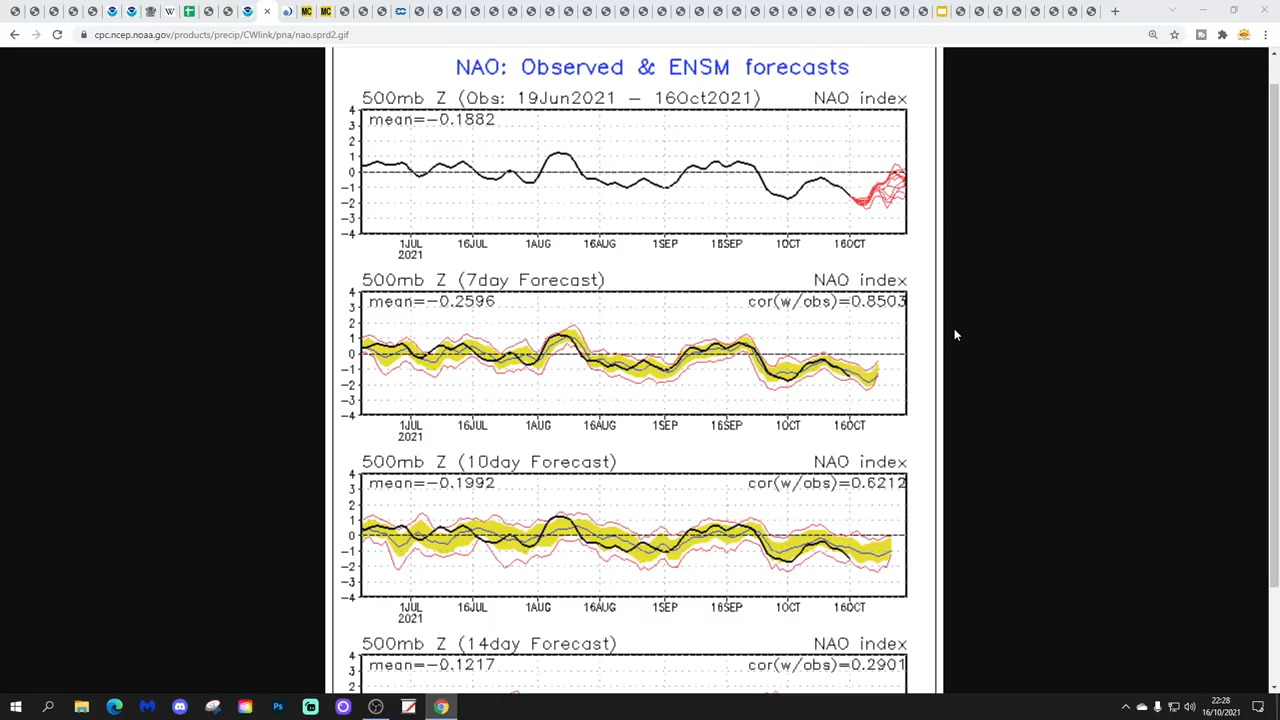 cpc.ncep.noaa.gov/products/precip/CWlink/pna/nao.sprd2.gif
NAO: Observed & ENSM forecasts
500mb Z (Obs: 19Jun2021 – 16Oct2021) NAO index
mean=-0.1882
4
3
2
1
0
-1
-2
-3
-4
1JUL 16JUL 1AUG 16AUG 1SEP 16SEP 1OCT 16OCT
2021
500mb Z (7day Forecast) NAO index
mean=-0.2596 cor(w/obs)=0.8503
4
3
2
1
0
-1
-2
-3
-4
1JUL 16JUL 1AUG 16AUG 1SEP 16SEP 1OCT 16OCT
2021
500mb Z (10day Forecast) NAO index
mean=-0.1992 cor(w/obs)=0.6212
4
3
2
1
0
-1
-2
-3
-4
1JUL 16JUL 1AUG 16AUG 1SEP 16SEP 1OCT 16OCT
2021
500mb Z (14day Forecast) NAO index
mean=-0.1217 cor(w/obs)=0.2901
4
3
2
22:28
16/10/2021